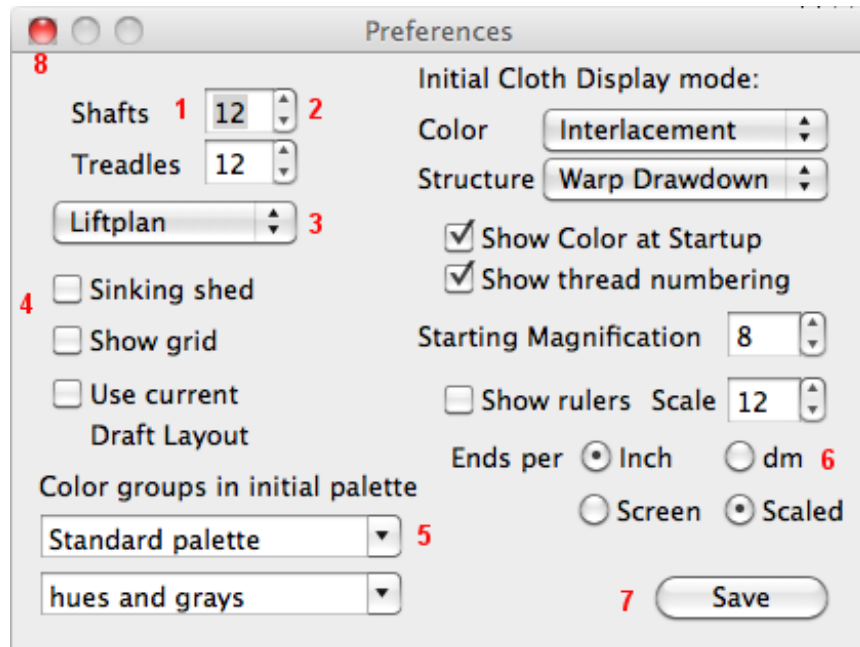 Preferences
8
Shafts 1 12 2
Treadles 12
Liftplan 3
4 Sinking shed
Show grid
Use current
Draft Layout
Color groups in initial palette
Standard palette 5
hues and grays
Initial Cloth Display mode:
Color Interlacement
Structure Warp Drawdown
Show Color at Startup
Show thread numbering
Starting Magnification 8
Show rulers Scale 12
Ends per Inch dm 6
Screen Scaled
7 Save